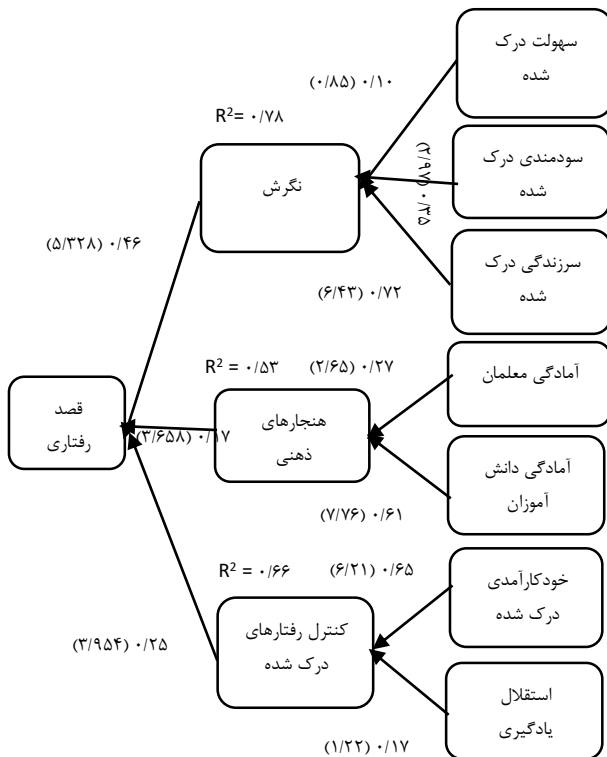 سهولت درک
شده
(۰/۸۵) ۰/۱۰
R²= ۰/۷۸
سودمندی درک
شده
(۲/۹۷) ۰/۳۵
نگرش
سرزندگی درک
شده
(۵/۳۲۸) ۰/۴۶
(۶/۴۳) ۰/۷۲
R² = ۰/۵۳
(۲/۶۵) ۰/۲۷
آمادگی معلمان
قصد
رفتاری
هنجارهای
ذهنی
(۳/۶۵۸) ۰/۱۷
آمادگی دانش
آموزان
(۷/۷۶) ۰/۶۱
R² = ۰/۶۶
(۶/۲۱) ۰/۶۵
خودکارآمدی
درک شده
کنترل رفتارهای
درک شده
(۳/۹۵۴) ۰/۲۵
استقلال
یادگیری
(۱/۲۲) ۰/۱۷